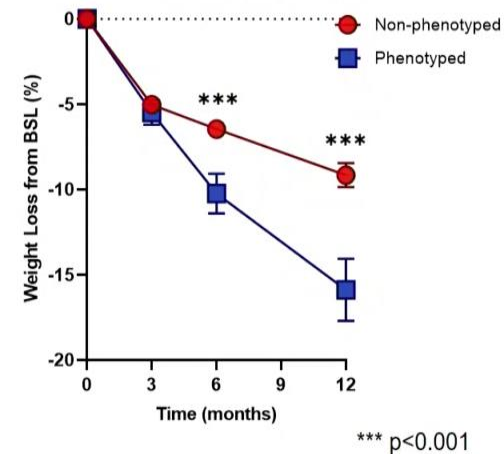 Non-phenotyped
Phenotyped
Weight Loss from BSL (%)
0
-5
-10
-15
-20
***
***
0 3 6 9 12
Time (months)
*** p<0.001